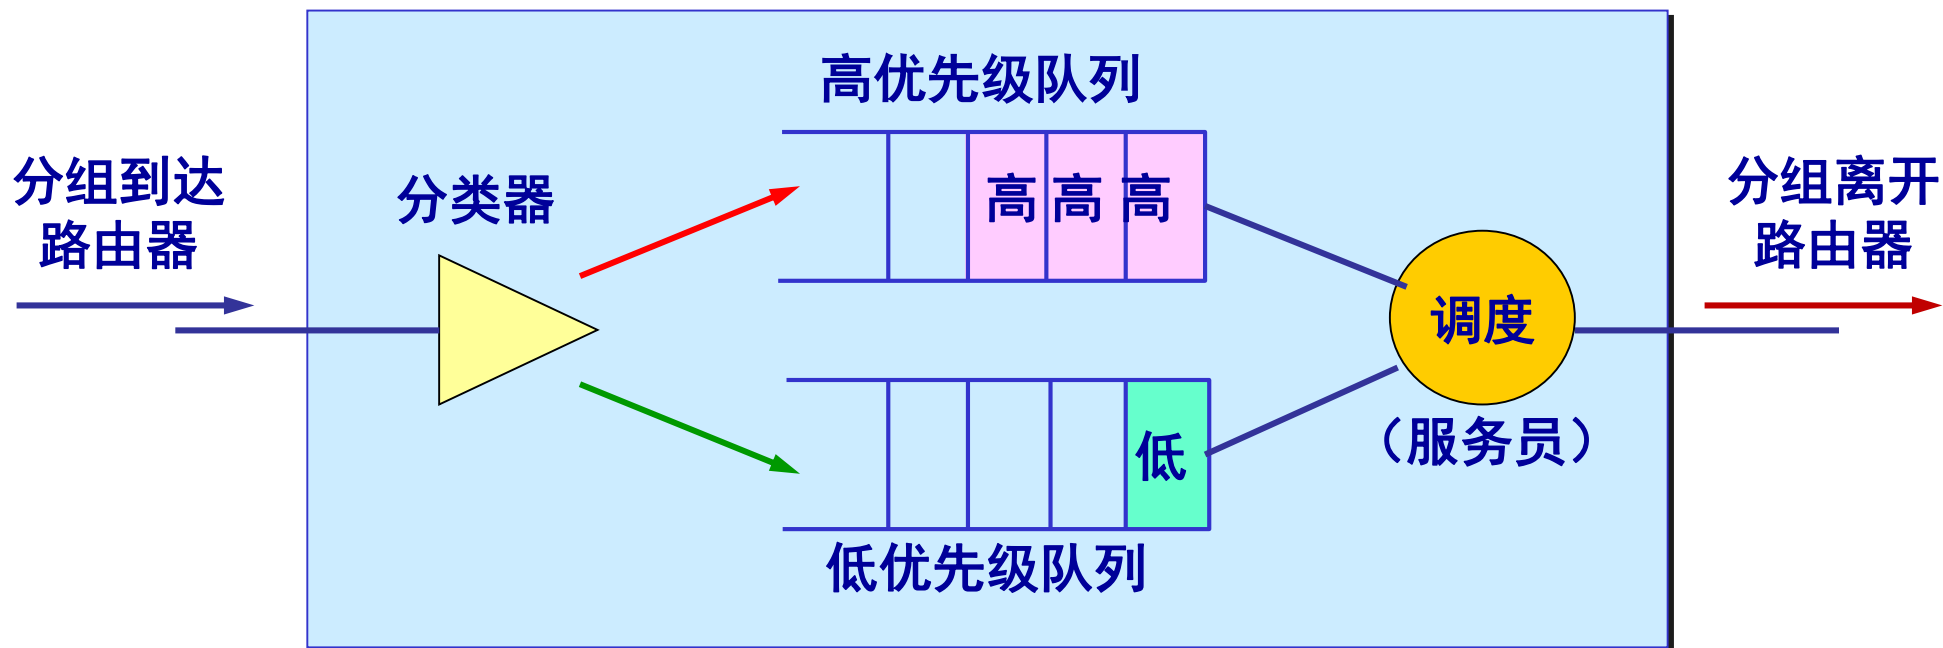 高优先级队列
分组到达
路由器
分类器
高 高 高
分组离开
路由器
调度
（服务员）
低
低优先级队列